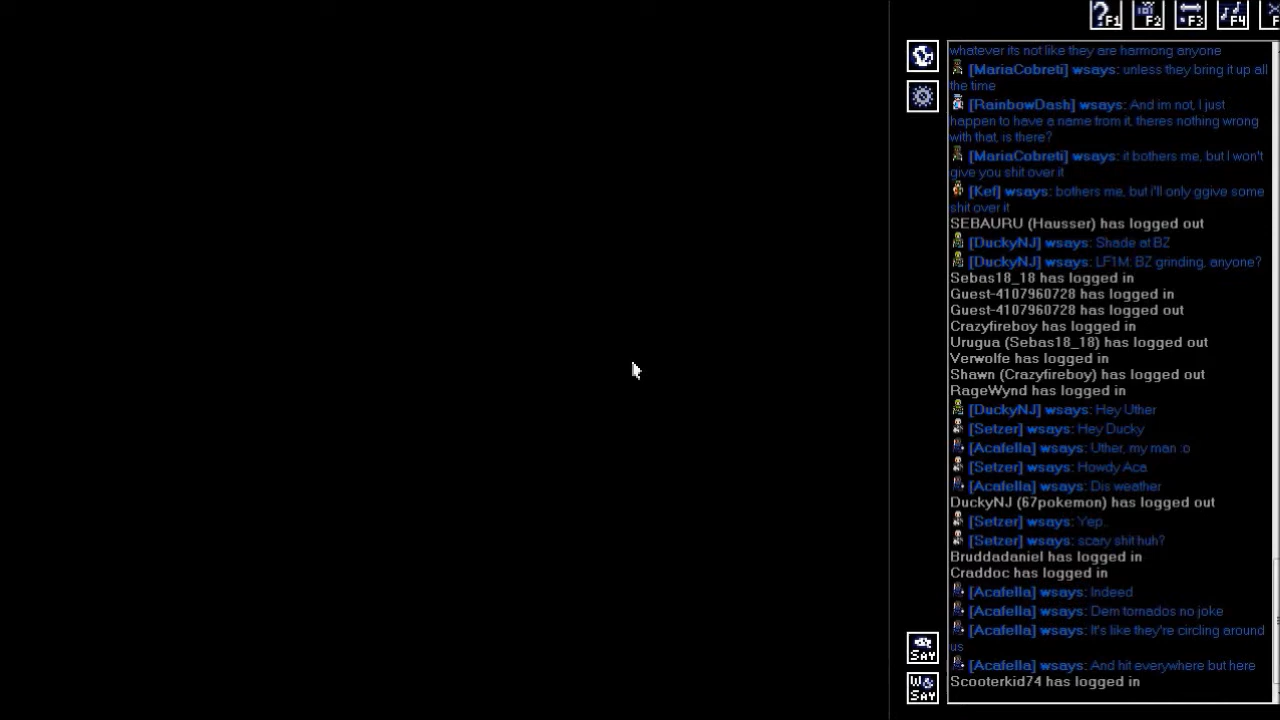 ?F1 F2 F3 F4 F
whatever its not like they are harmong anyone
[MariaCobreti] wsays: unless they bring it up all
the time
[RainbowDash] wsays: And im not, I just
happen to have a name from it, theres nothing wrong
with that, is there?
[MariaCobreti] wsays: it bothers me, but I won't
give you shit over it
[Kef] wsays: bothers me, but i'll only ggive some
shit over it
SEBAURU (Hausser) has logged out
[DuckyNJ] wsays: Shade at BZ
[DuckyNJ] wsays: LF1M: BZ grinding, anyone?
Sebas18_18 has logged in
Guest-4107960728 has logged in
Guest-4107960728 has logged out
Crazyfireboy has logged in
Urugua (Sebas18_18) has logged out
Verwolfe has logged in
Shawn (Crazyfireboy) has logged out
RageWynd has logged in
[DuckyNJ] wsays: Hey Uther
[Setzer] wsays: Hey Ducky
[Acafella] wsays: Uther, my man :o
[Setzer] wsays: Howdy Aca
[Acafella] wsays: Dis weather
DuckyNJ (67pokemon) has logged out
[Setzer] wsays: Yep..
[Setzer] wsays: scary shit huh?
Bruddadaniel has logged in
Craddoc has logged in
[Acafella] wsays: Indeed
[Acafella] wsays: Dem tornados no joke
[Acafella] wsays: It's like they're circling around
us
[Acafella] wsays: And hit everywhere but here
Scooterkid74 has logged in
SAY
W
SAY